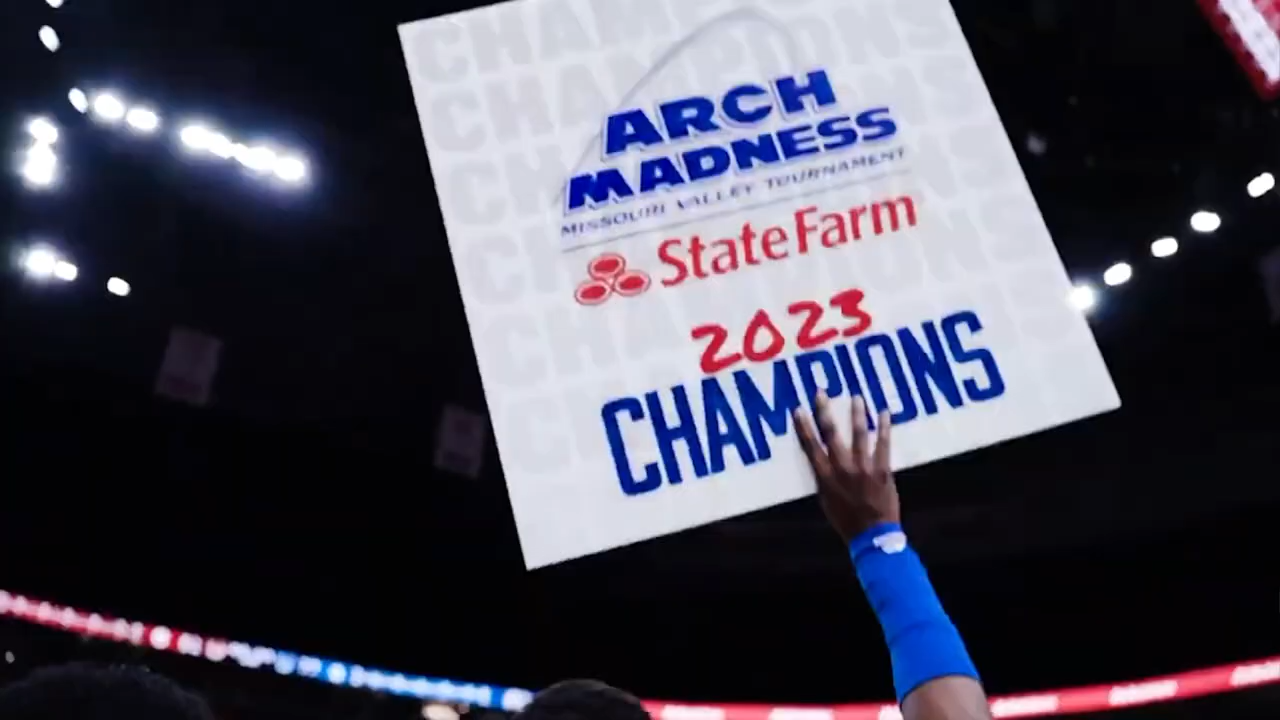 ARCH
MADNESS
MISSOURI VALLEY TOURNAMENT
State Farm
2023
CHAMPIONS